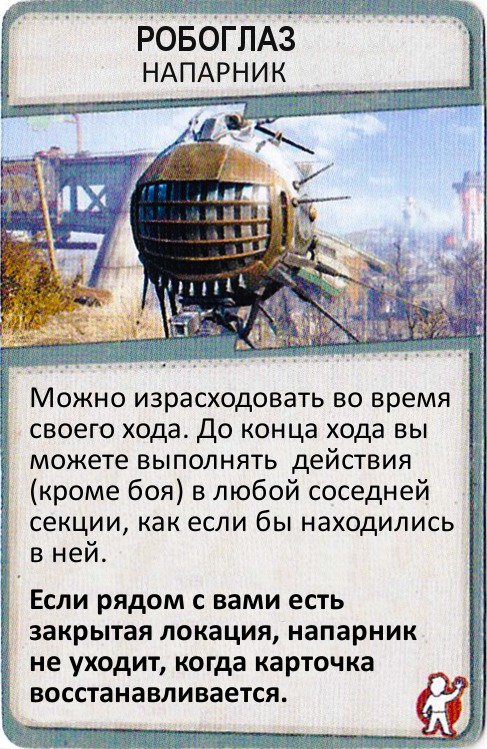 РОБОГЛАЗ
НАПАРНИК
Можно израсходовать во время
своего хода. До конца хода вы
можете выполнять  действия
(кроме боя) в любой соседней
секции, как если бы находились
в ней.
Если рядом с вами есть
закрытая локация, напарник
не уходит, когда карточка
восстанавливается.